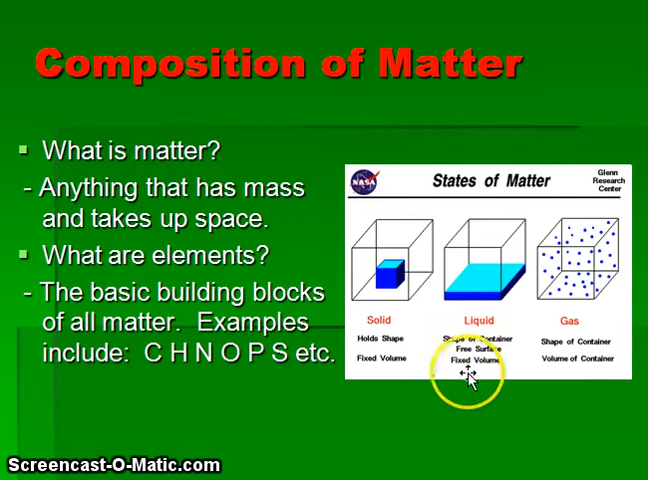 Composition of Matter
What is matter?
- Anything that has mass
and takes up space.
What are elements?
- The basic building blocks
of all matter. Examples
include: C H N O P S etc.
NASA
States of Matter
Glenn
Research
Center
Solid
Holds Shape
Fixed Volume
Liquid
Shape of Container
Free Surface
Fixed Volume
Gas
Shape of Container
Volume of Container
Screencast-O-Matic.com